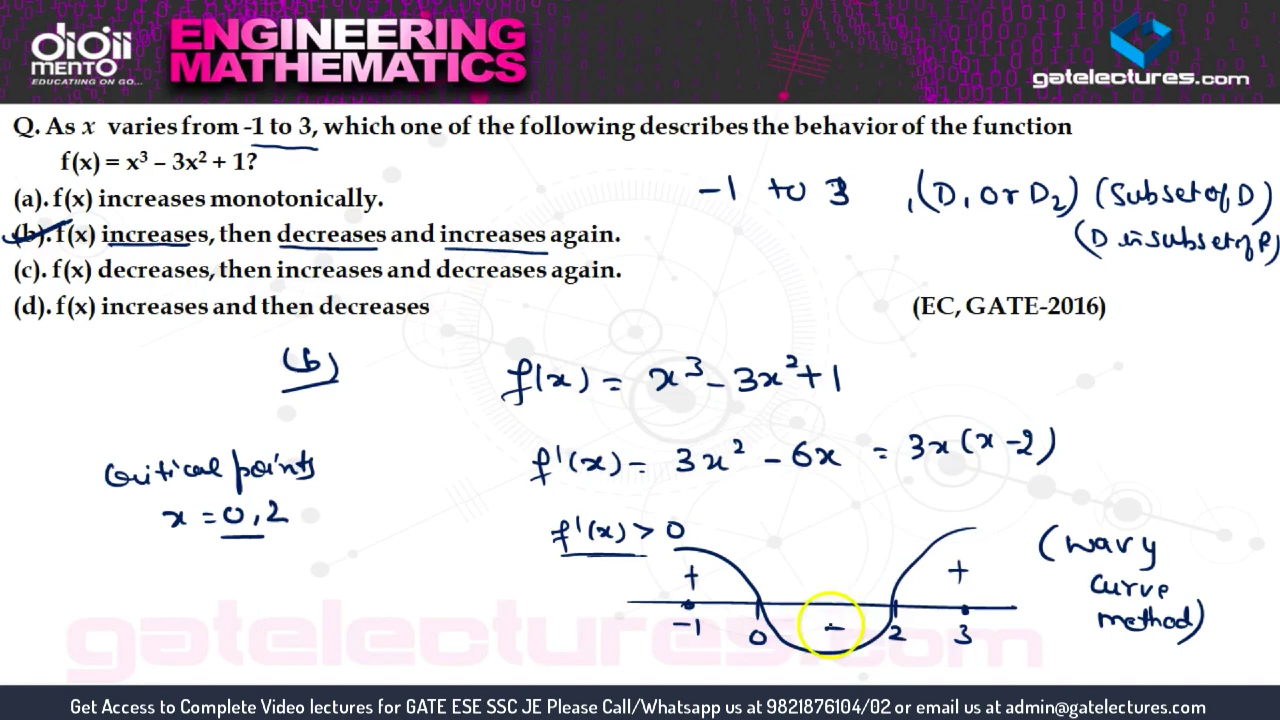 digii
MENTO
EDUCATIING ON GO...
ENGINEERING
MATHEMATICS
gatelectures.com
Q. As x varies from -1 to 3, which one of the following describes the behavior of the function
f(x) = x³ – 3x² + 1?
(a). f(x) increases monotonically.
(b). f(x) increases, then decreases and increases again.
(c). f(x) decreases, then increases and decreases again.
(d). f(x) increases and then decreases
(EC, GATE-2016)
-1 to 3 , (D, or D₂) (Subset of D)
(D in subset of R)
(b)
f(x) = x³ - 3x² + 1
f'(x) = 3x² - 6x = 3x(x-2)
Critical points
x = 0, 2
f'(x) > 0
+ - +
-1 0 2 3
(wavy
curve
method)
gatelectures.com
Get Access to Complete Video lectures for GATE ESE SSC JE Please Call/Whatsapp us at 9821876104/02 or email us at admin@gatelectures.com